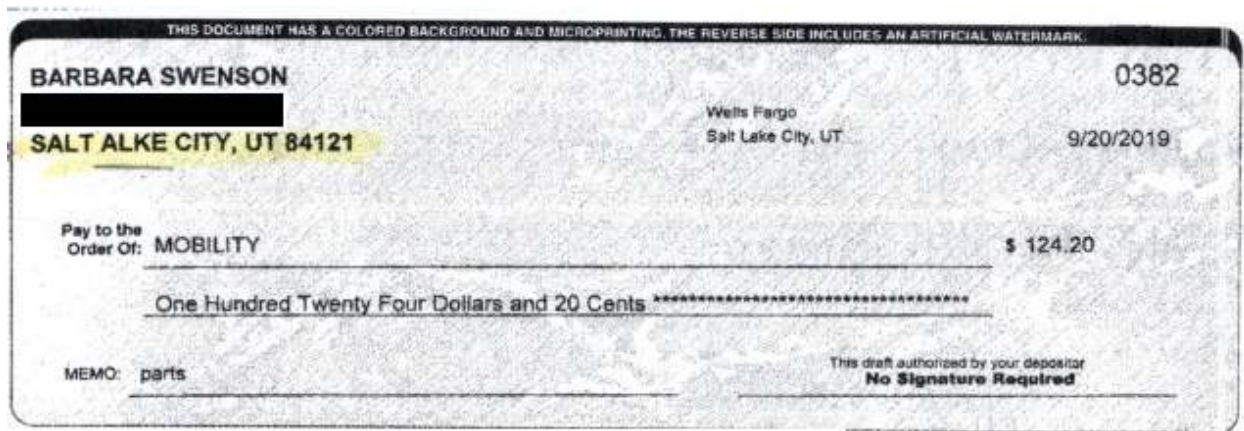 THIS DOCUMENT HAS A COLORED BACKGROUND AND MICROPRINTING. THE REVERSE SIDE INCLUDES AN ARTIFICIAL WATERMARK.
BARBARA SWENSON
0382
SALT ALKE CITY, UT 84121
Wells Fargo
Salt Lake City, UT
9/20/2019
Pay to the
Order Of: MOBILITY
$ 124.20
One Hundred Twenty Four Dollars and 20 Cents ************************************
MEMO: parts
This draft authorized by your depositor
No Signature Required